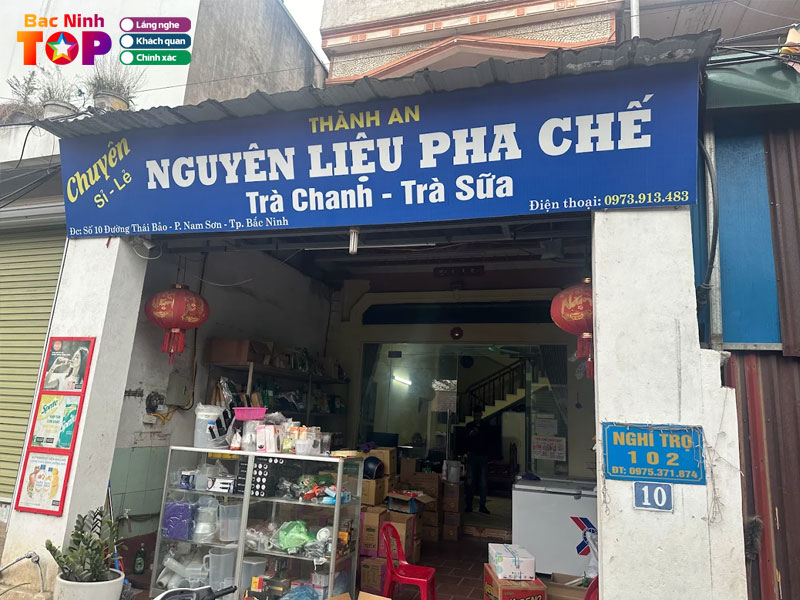 Bac Ninh
TOP
Lắng nghe
Khách quan
Chính xác
THÀNH AN
Chuyên
Sỉ - Lẻ
NGUYÊN LIỆU PHA CHẾ
Trà Chanh - Trà Sữa
Điện thoại: 0973.913.483
Đc: Số 10 Đường Thái Bảo - P. Nam Sơn - Tp. Bắc Ninh
NGHỈ TRỌ
102
ĐT: 0975.371.874
10